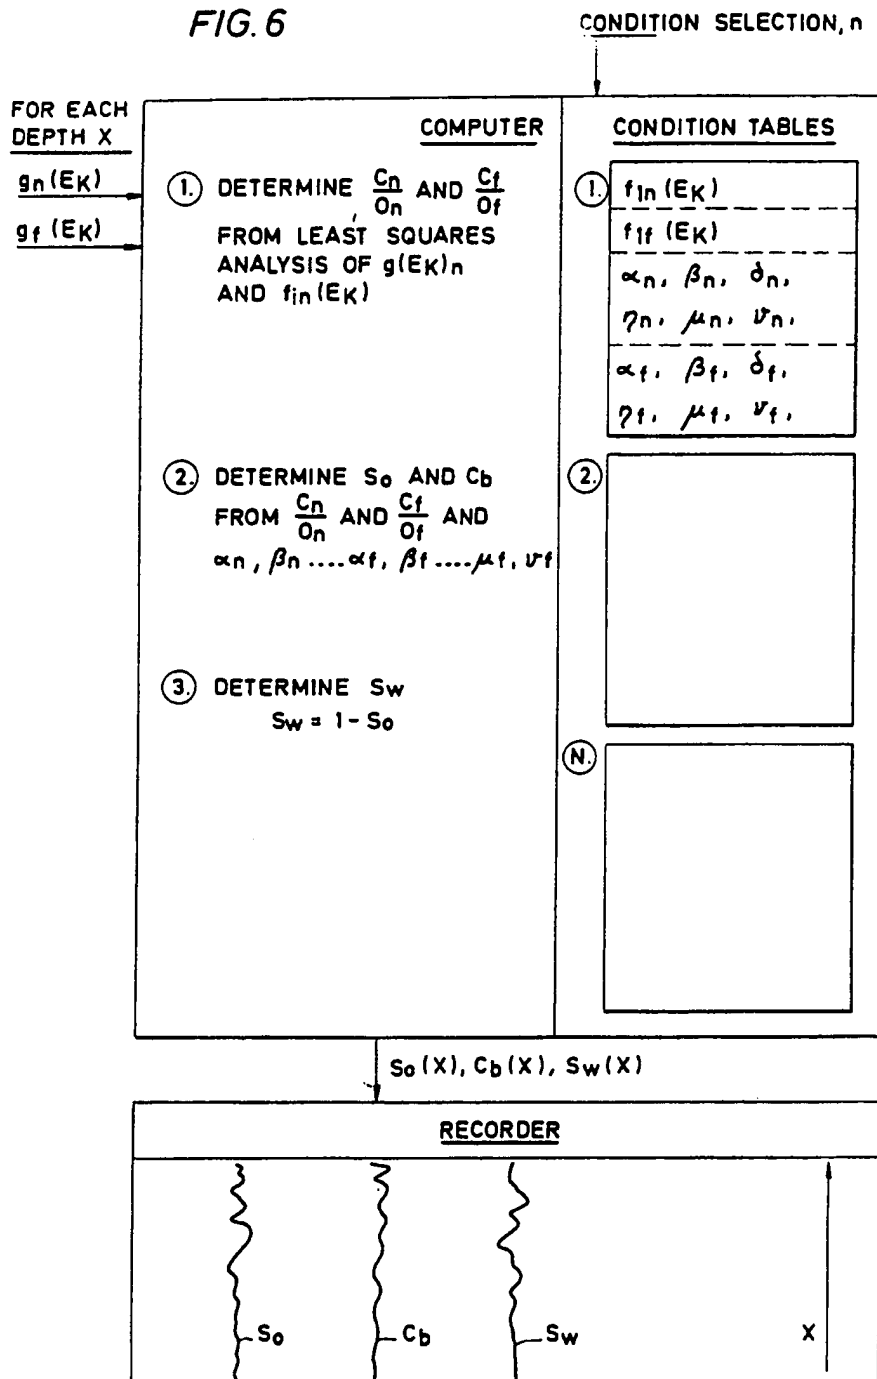 FIG. 6
CONDITION SELECTION, n
FOR EACH
DEPTH X
gn(EK)
gf(EK)
COMPUTER
1. DETERMINE Cn/On AND Cf/Of
FROM LEAST SQUARES
ANALYSIS OF g(EK)n
AND fin(EK)
2. DETERMINE So AND Cb
FROM Cn/On AND Cf/Of AND
αn, βn ....αf, βf ....μf, νf
3. DETERMINE Sw
Sw = 1 - So
CONDITION TABLES
1.
fIn(EK)
fIf(EK)
αn, βn, δn,
ηn, μn, νn,
αf, βf, δf,
ηf, μf, νf,
2.
N.
So(X), Cb(X), Sw(X)
RECORDER
So
Cb
Sw
X